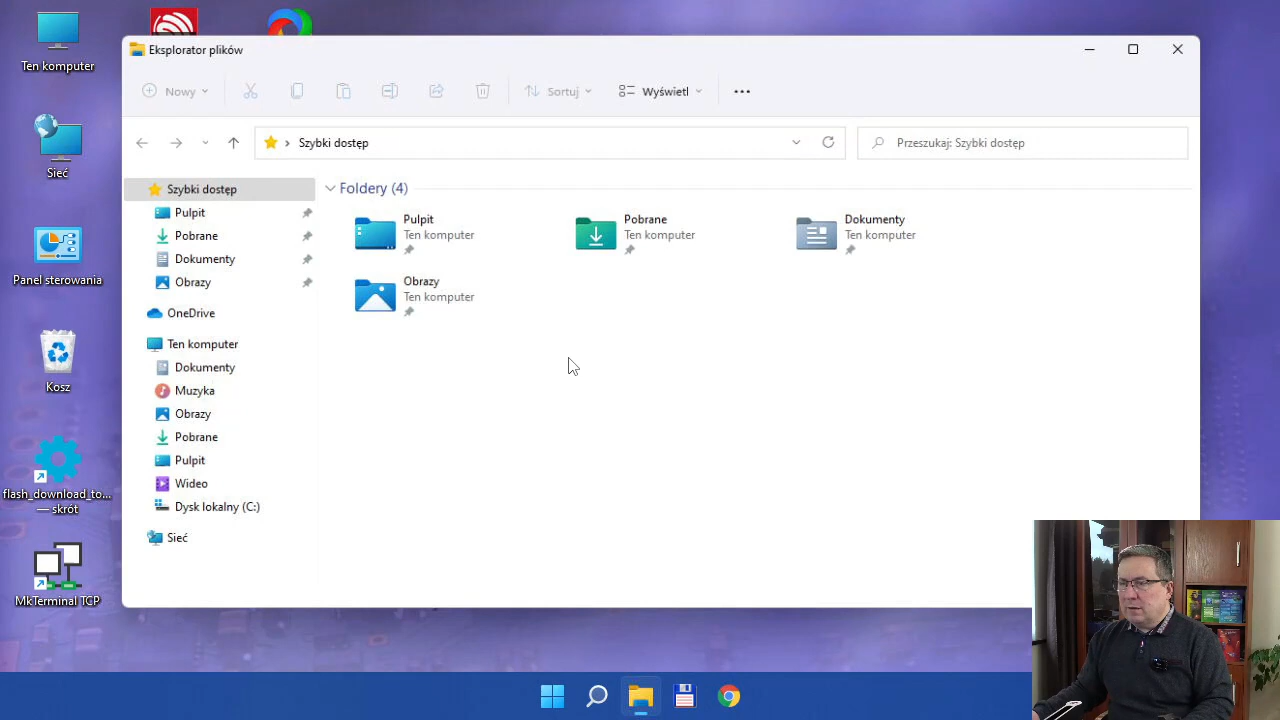 Ten komputer
Sieć
Panel sterowania
Kosz
flash_download_to...
— skrót
MkTerminal TCP
Eksplorator plików
Nowy
Sortuj
Wyświetl
Szybki dostęp
Przeszukaj: Szybki dostęp
Szybki dostęp
Pulpit
Pobrane
Dokumenty
Obrazy
OneDrive
Ten komputer
Dokumenty
Muzyka
Obrazy
Pobrane
Pulpit
Wideo
Dysk lokalny (C:)
Sieć
Foldery (4)
Pulpit
Ten komputer
Pobrane
Ten komputer
Dokumenty
Ten komputer
Obrazy
Ten komputer